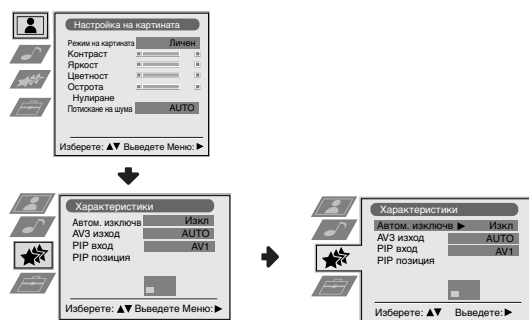 Настройка на картината
Режим на картината Личен
Контраст
Яркост
Цветност
Острота
Нулиране
Потискане на шума AUTO
Изберете: ▲▼ Въведете Меню: ▶
Характеристики
Автом. изключв Изкл
AV3 изход AUTO
PIP вход AV1
PIP позиция
Изберете: ▲▼ Въведете Меню: ▶
Характеристики
Автом. изключв ▶ Изкл
AV3 изход AUTO
PIP вход AV1
PIP позиция
Изберете: ▲▼ Въведете: ▶